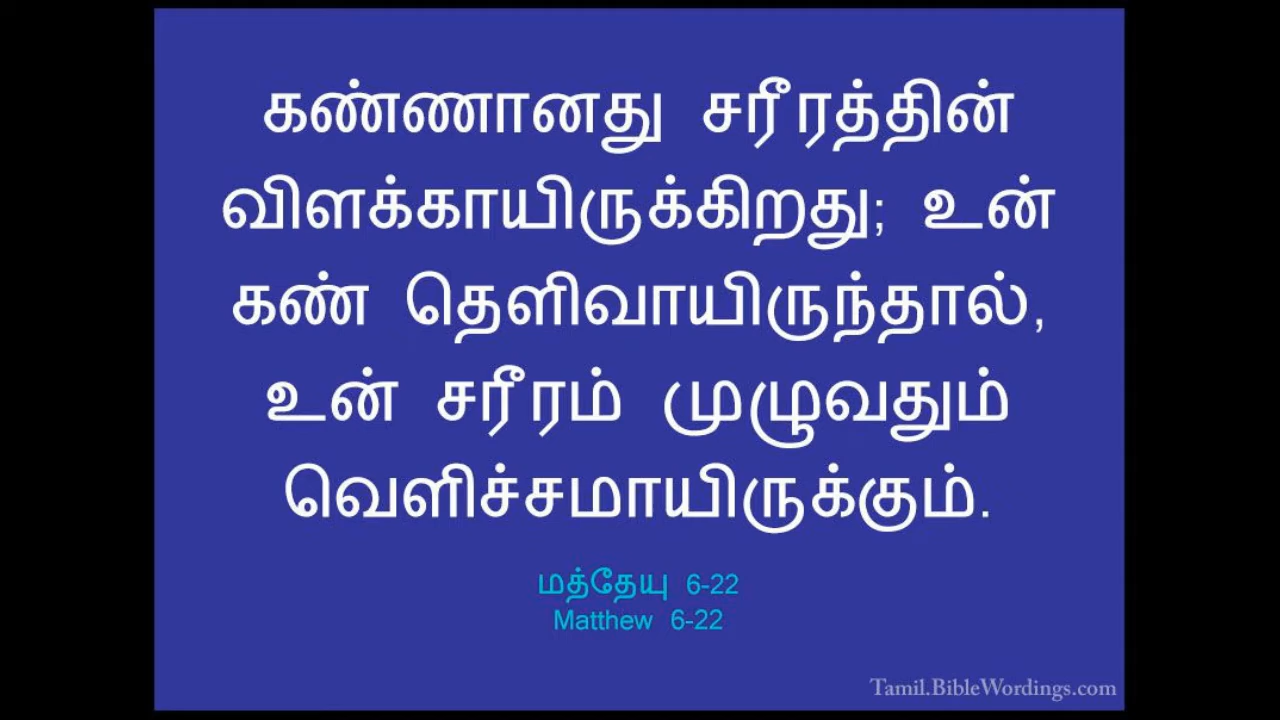 கண்ணானது சரீரத்தின்
விளக்காயிருக்கிறது; உன்
கண் தெளிவாயிருந்தால்,
உன் சரீரம் முழுவதும்
வெளிச்சமாயிருக்கும்.
மத்தேயு 6-22
Matthew 6-22
Tamil.BibleWordings.com